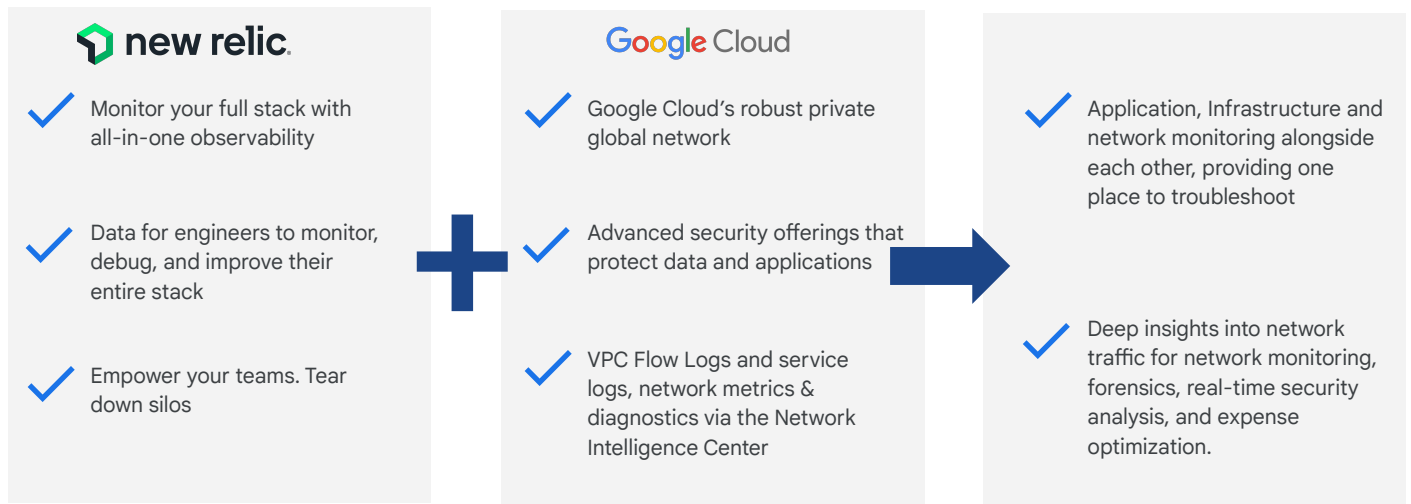 new relic.
Monitor your full stack with
all-in-one observability
Data for engineers to monitor,
debug, and improve their
entire stack
Empower your teams. Tear
down silos
Google Cloud
Google Cloud's robust private
global network
Advanced security offerings that
protect data and applications
VPC Flow Logs and service
logs, network metrics &
diagnostics via the Network
Intelligence Center
Application, Infrastructure and
network monitoring alongside
each other, providing one
place to troubleshoot
Deep insights into network
traffic for network monitoring,
forensics, real-time security
analysis, and expense
optimization.